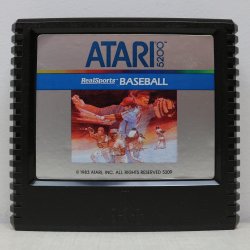 ATARI 5200
RealSports BASEBALL
© 1983 ATARI, INC. ALL RIGHTS RESERVED 5209